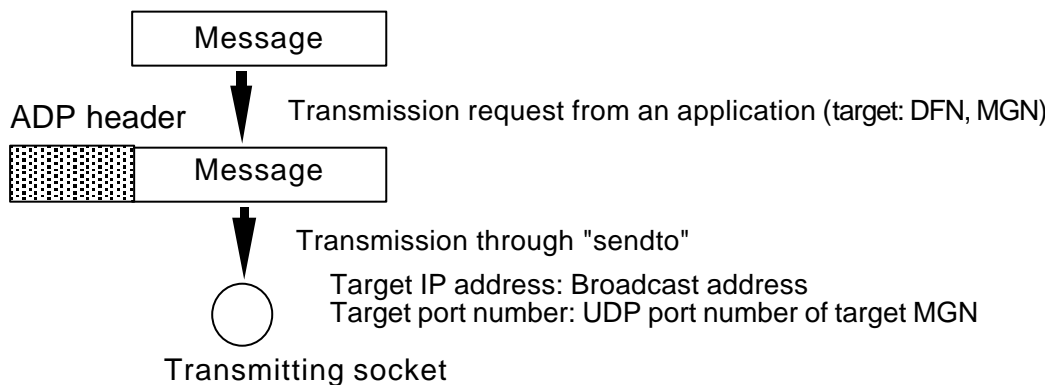 Message
Transmission request from an application (target: DFN, MGN)
ADP header
Message
Transmission through "sendto"
Target IP address: Broadcast address
Target port number: UDP port number of target MGN
Transmitting socket